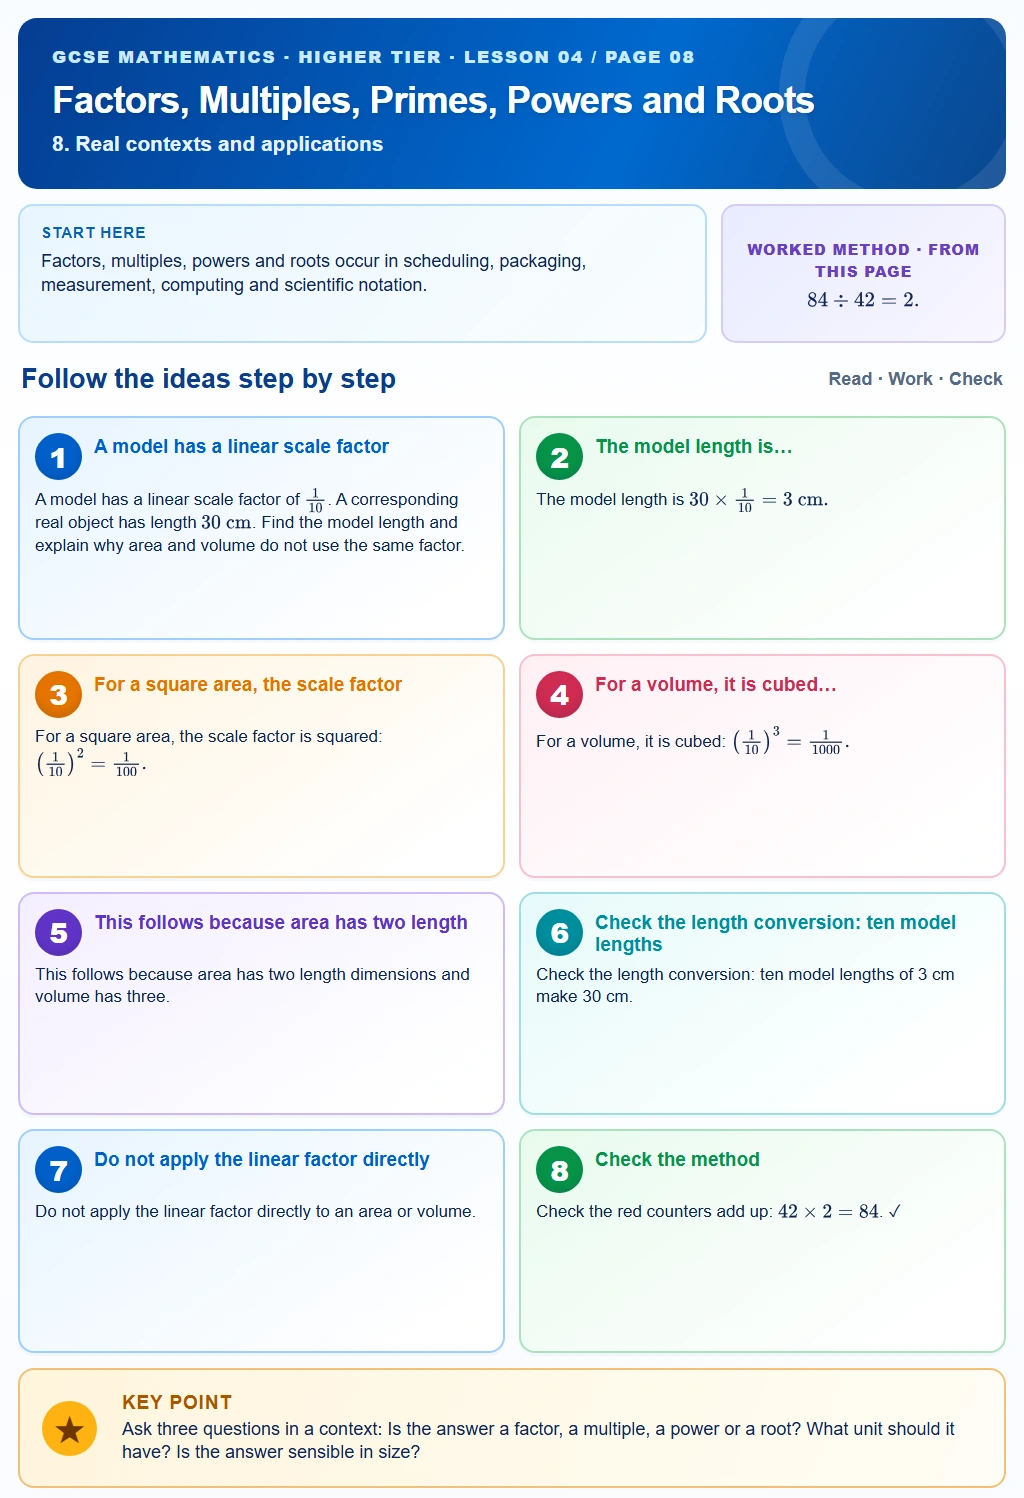 GCSE MATHEMATICS · HIGHER TIER · LESSON 04 / PAGE 08
Factors, Multiples, Primes, Powers and Roots
8. Real contexts and applications
START HERE
Factors, multiples, powers and roots occur in scheduling, packaging,
measurement, computing and scientific notation.
WORKED METHOD · FROM
THIS PAGE
84 ÷ 42 = 2.
Follow the ideas step by step
Read · Work · Check
1 A model has a linear scale factor
A model has a linear scale factor of 1/10. A corresponding
real object has length 30 cm. Find the model length and
explain why area and volume do not use the same factor.
2 The model length is…
The model length is 30 × 1/10 = 3 cm.
3 For a square area, the scale factor
For a square area, the scale factor is squared:
(1/10)² = 1/100.
4 For a volume, it is cubed…
For a volume, it is cubed: (1/10)³ = 1/1000.
5 This follows because area has two length
This follows because area has two length dimensions and
volume has three.
6 Check the length conversion: ten model
lengths
Check the length conversion: ten model lengths of 3 cm
make 30 cm.
7 Do not apply the linear factor directly
Do not apply the linear factor directly to an area or volume.
8 Check the method
Check the red counters add up: 42 × 2 = 84. ✓
★ KEY POINT
Ask three questions in a context: Is the answer a factor, a multiple, a power or a root? What unit should it
have? Is the answer sensible in size?